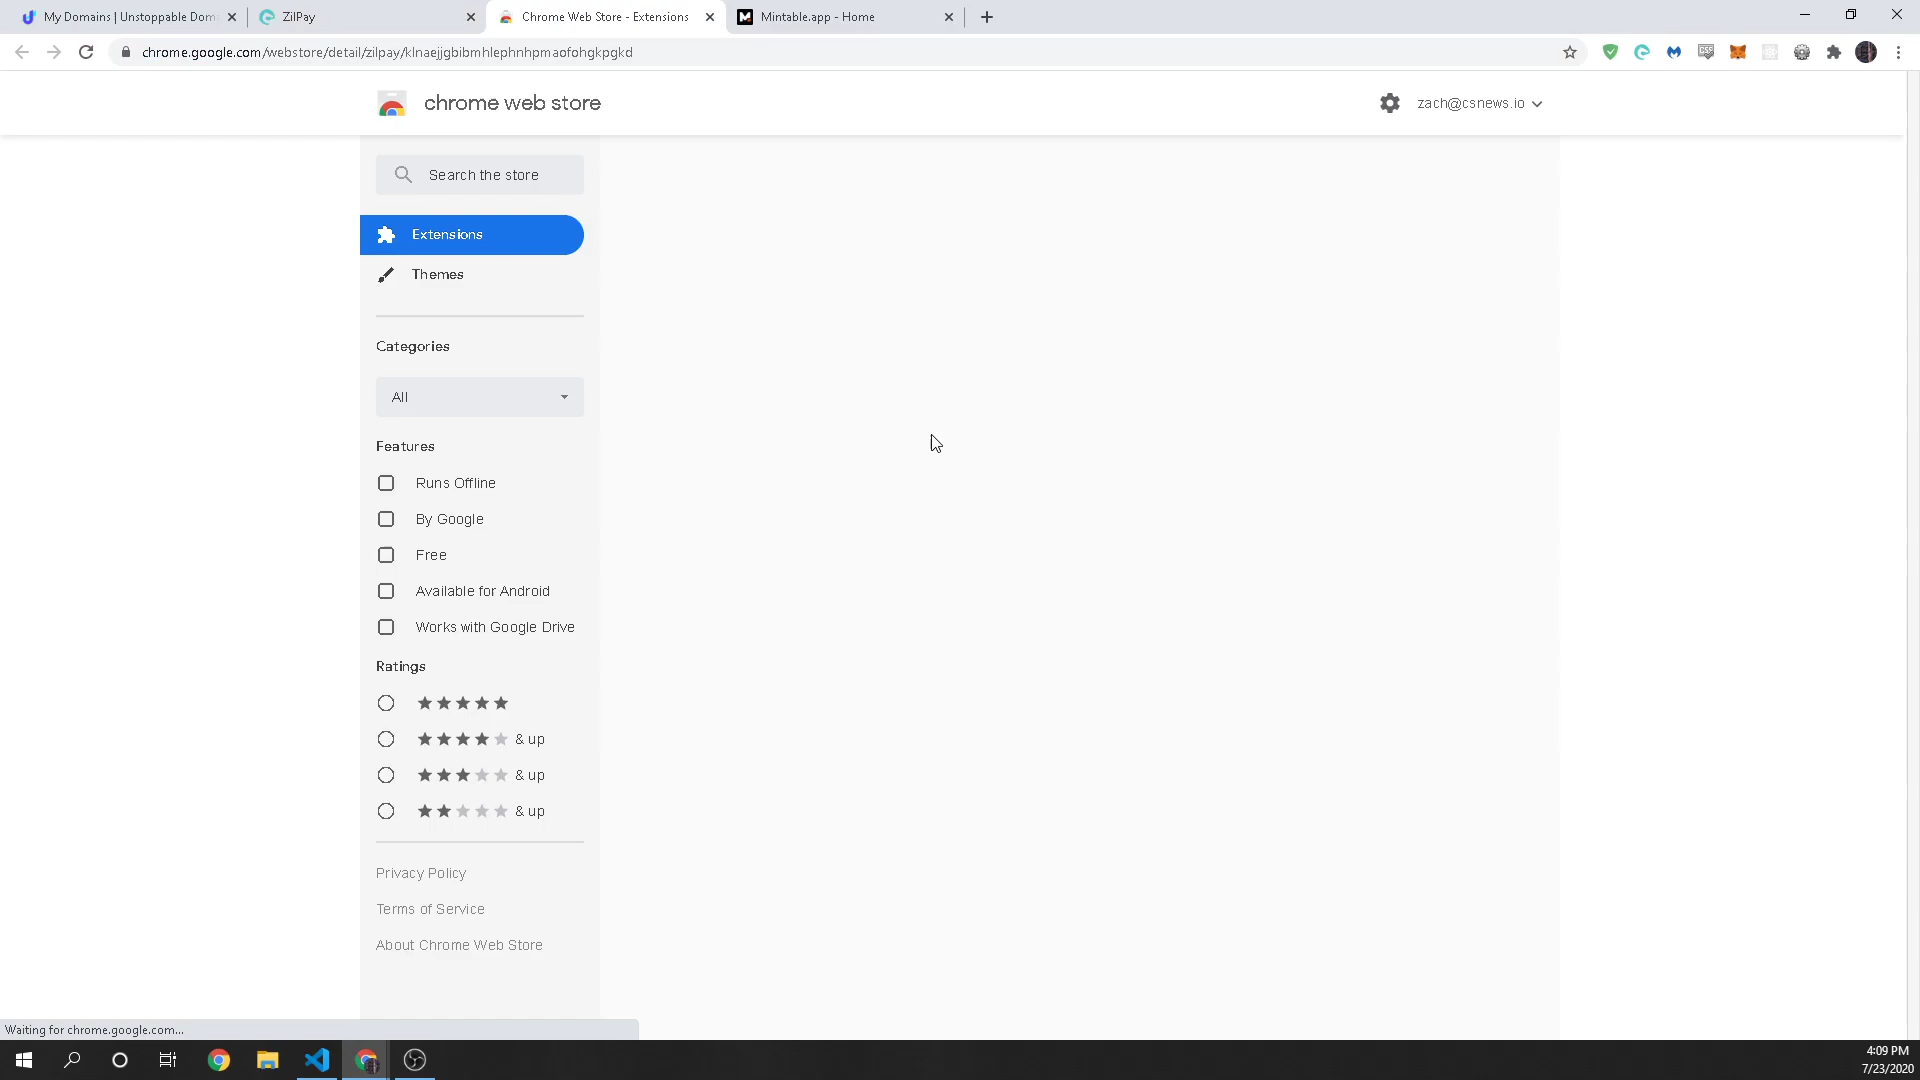 My Domains | Unstoppable Dom
ZilPay
Chrome Web Store - Extensions
Mintable.app - Home
chrome.google.com/webstore/detail/zilpay/klnaejjgbibmhlephnhpmaofohgkpgkd
chrome web store
zach@csnews.io
Search the store
Extensions
Themes
Categories
All
Features
Runs Offline
By Google
Free
Available for Android
Works with Google Drive
Ratings
& up
& up
& up
Privacy Policy
Terms of Service
About Chrome Web Store
Waiting for chrome.google.com...
4:09 PM
7/23/2020